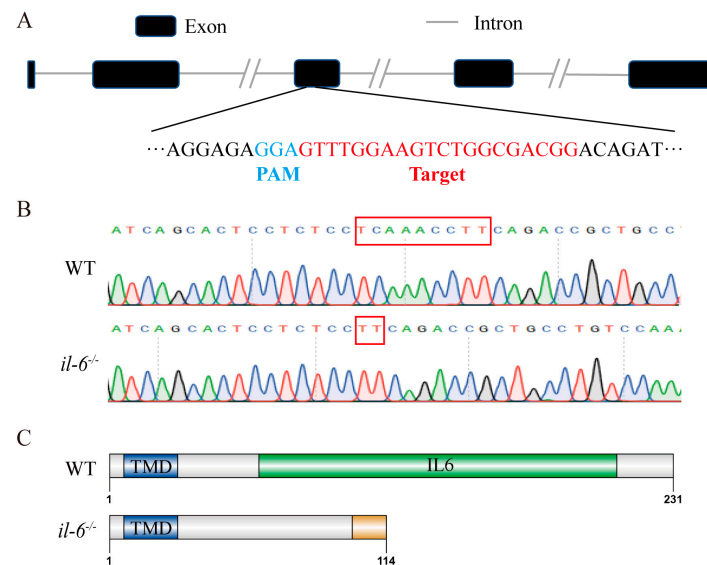 A
Exon
Intron
···AGGAGAGGAGTTTGGAAGTCTGGCGACGGACAGAT···
PAM
Target
B
ATCAGCACTCCTCTCCTCAAACCTTCAGACCGCTGCC
WT
ATCAGCACTCCTCTCCTTCAGACCGCTGCCTGTCCAAA
il-6-/-
C
WT
TMD
IL6
1
231
il-6-/-
TMD
1
114